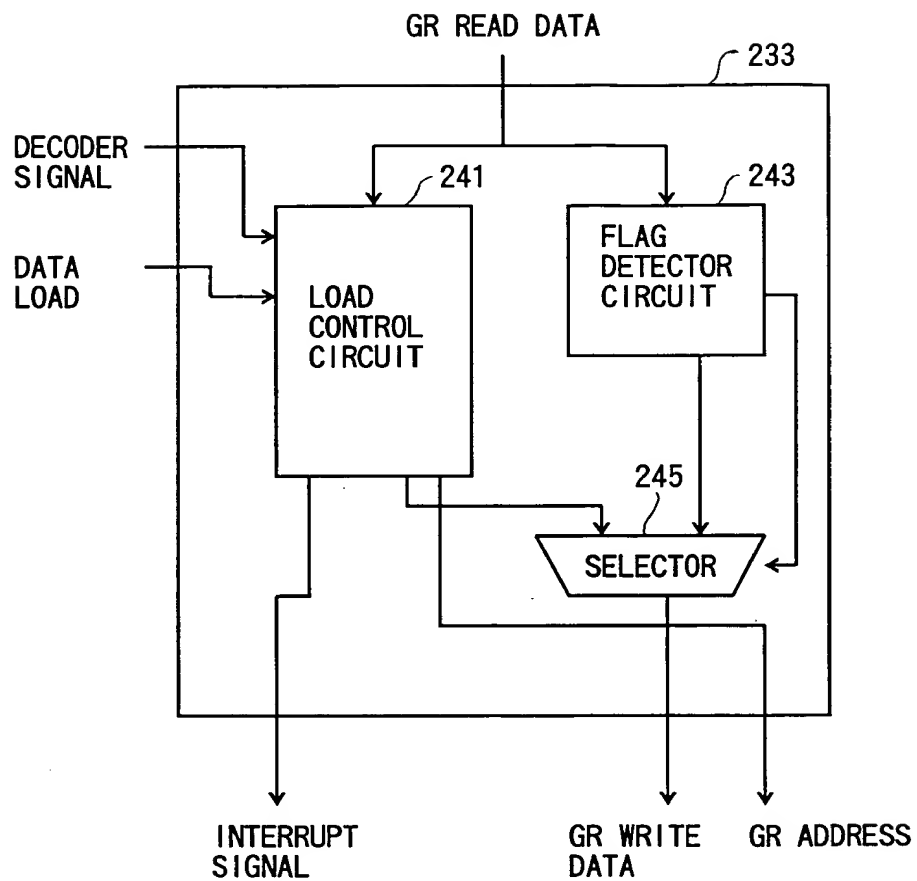 GR READ DATA
233
DECODER
SIGNAL
241
243
DATA
LOAD
LOAD
CONTROL
CIRCUIT
FLAG
DETECTOR
CIRCUIT
245
SELECTOR
INTERRUPT
SIGNAL
GR WRITE
DATA
GR ADDRESS